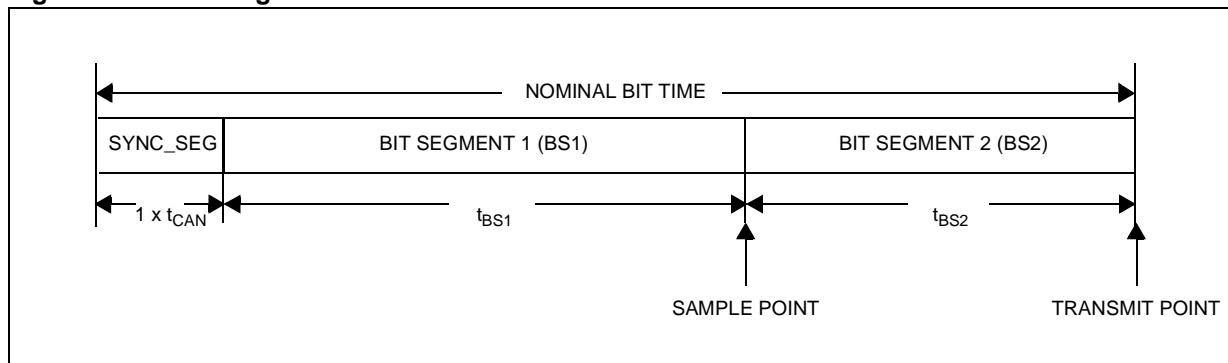 NOMINAL BIT TIME
SYNC_SEG
BIT SEGMENT 1 (BS1)
BIT SEGMENT 2 (BS2)
1 x tCAN
tBS1
tBS2
SAMPLE POINT
TRANSMIT POINT